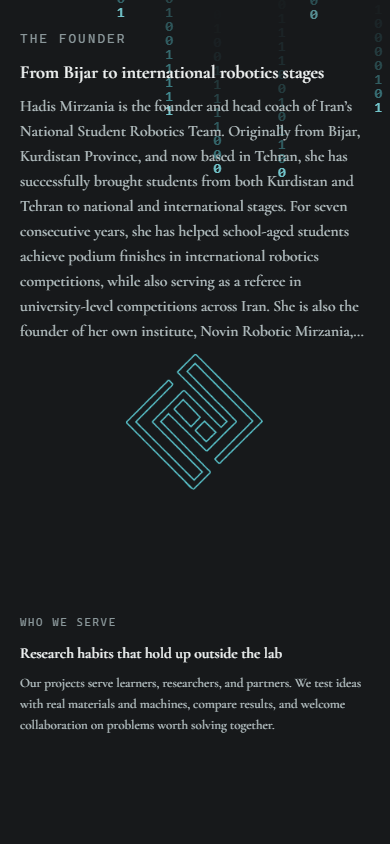 THE FOUNDER
From Bijar to international robotics stages
Hadis Mirzania is the founder and head coach of Iran's
National Student Robotics Team. Originally from Bijar,
Kurdistan Province, and now based in Tehran, she has
successfully brought students from both Kurdistan and
Tehran to national and international stages. For seven
consecutive years, she has helped school-aged students
achieve podium finishes in international robotics
competitions, while also serving as a referee in
university-level competitions across Iran. She is also the
founder of her own institute, Novin Robotic Mirzania,...
WHO WE SERVE
Research habits that hold up outside the lab
Our projects serve learners, researchers, and partners. We test ideas
with real materials and machines, compare results, and welcome
collaboration on problems worth solving together.